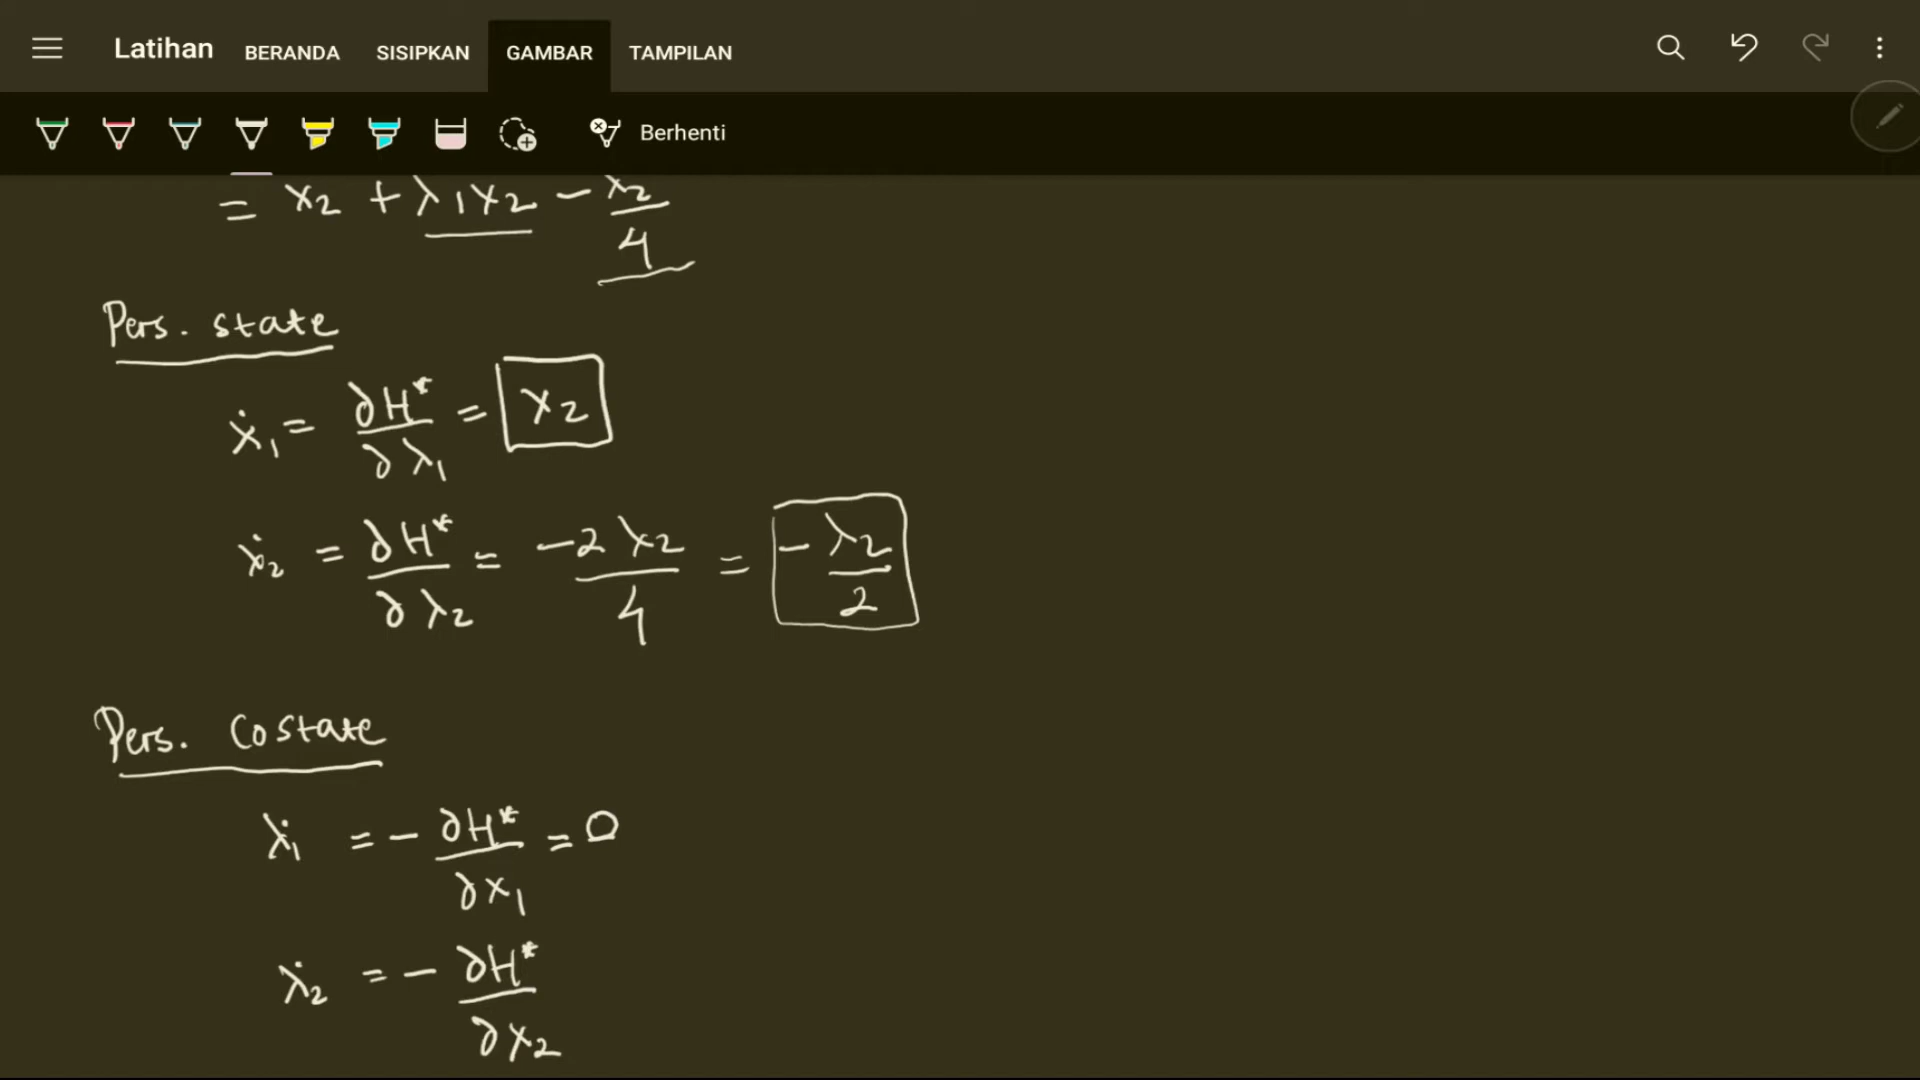 Latihan BERANDA SISIPKAN GAMBAR TAMPILAN
Berhenti
= x₂ + λ₁x₂ − λ₂/4
Pers. state
ẋ₁ = ∂H*/∂λ₁ = x₂
ẋ₂ = ∂H*/∂λ₂ = −2λ₂/4 = −λ₂/2
Pers. Costate
λ̇₁ = −∂H*/∂x₁ = 0
λ̇₂ = −∂H*/∂x₂